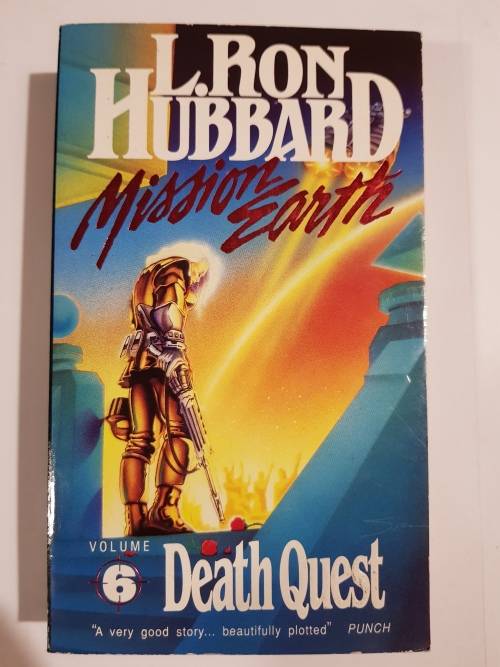 L. RON
HUBBARD
Mission
Earth
VOLUME
6
Death Quest
"A very good story... beautifully plotted" PUNCH